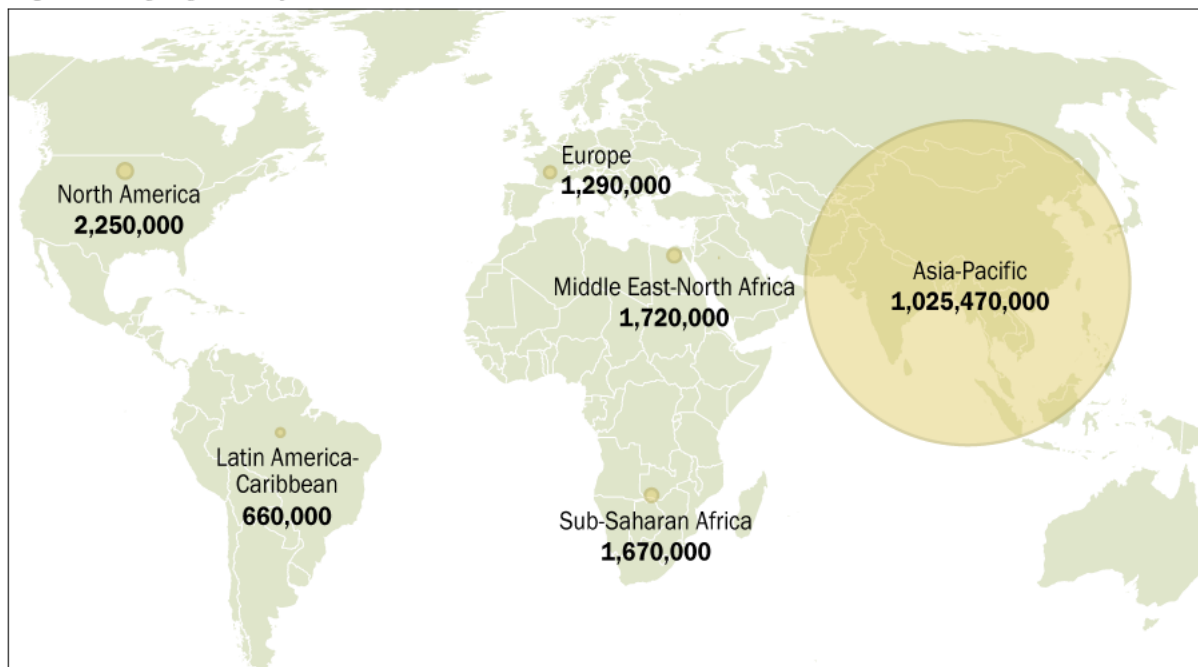 Europe
1,290,000
North America
2,250,000
Middle East-North Africa
1,720,000
Asia-Pacific
1,025,470,000
Latin America-
Caribbean
660,000
Sub-Saharan Africa
1,670,000